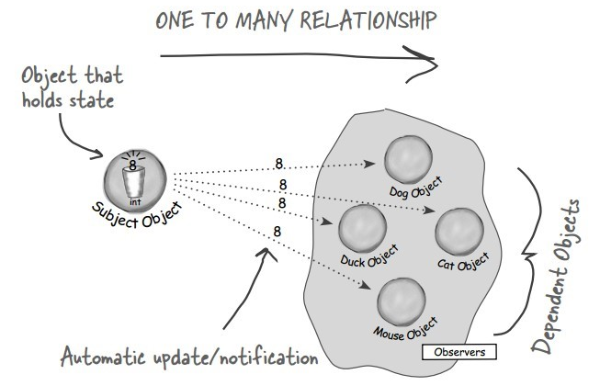 ONE TO MANY RELATIONSHIP
Object that
holds state
8
int
Subject Object
8
8
8
8
Dog Object
Duck Object
Cat Object
Mouse Object
Observers
Dependent Objects
Automatic update/notification